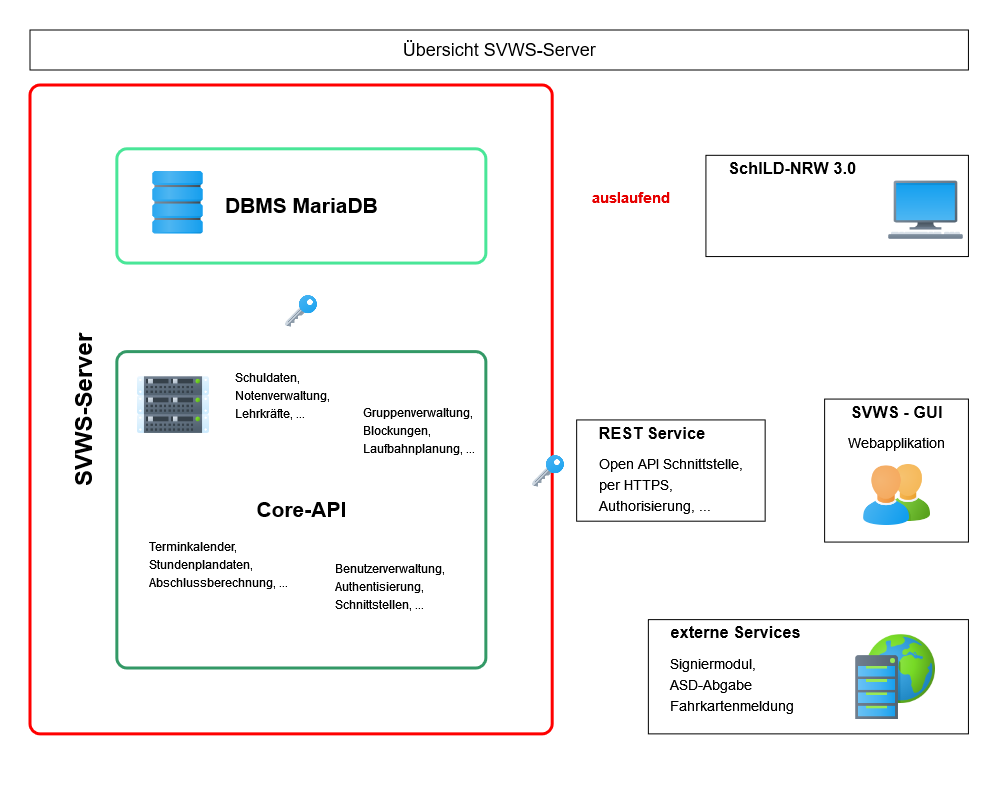 Übersicht SVWS-Server
SVWS-Server
DBMS MariaDB
auslaufend
SchILD-NRW 3.0
Schuldaten,
Notenverwaltung,
Lehrkräfte, ...
Gruppenverwaltung,
Blockungen,
Laufbahnplanung, ...
Core-API
Terminkalender,
Stundenplandaten,
Abschlussberechnung, ...
Benutzerverwaltung,
Authentisierung,
Schnittstellen, ...
REST Service
Open API Schnittstelle,
per HTTPS,
Authorisierung, ...
SVWS - GUI
Webapplikation
externe Services
Signiermodul,
ASD-Abgabe
Fahrkartenmeldung